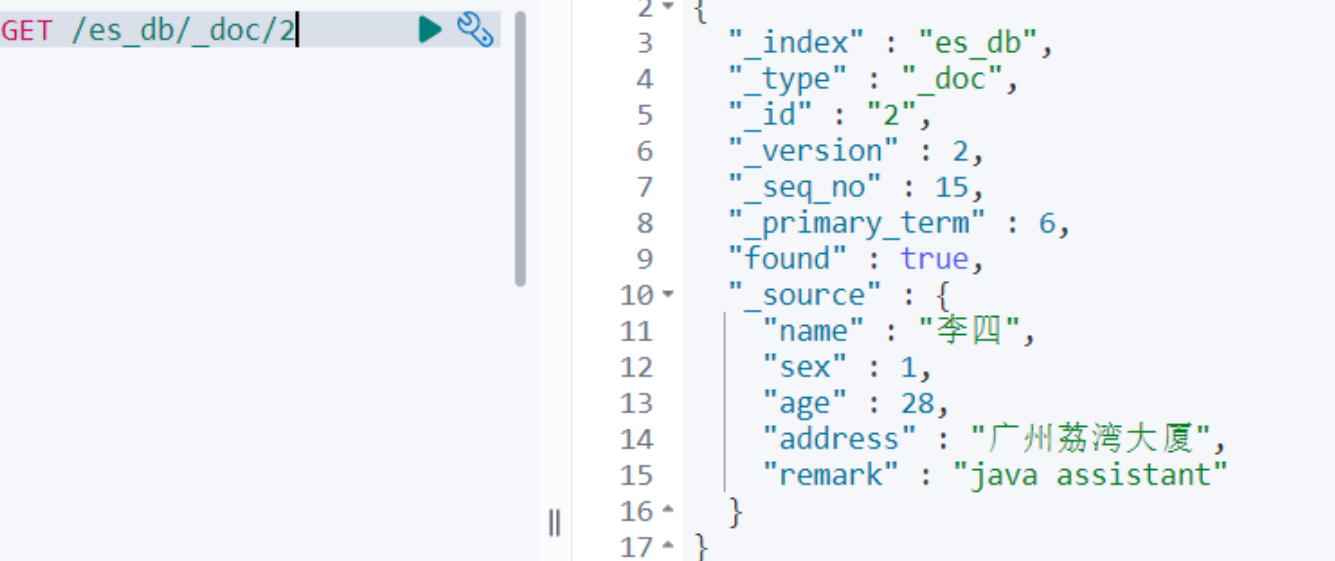 GET /es_db/_doc/2
2 {
3 "_index" : "es_db",
4 "_type" : "_doc",
5 "_id" : "2",
6 "_version" : 2,
7 "_seq_no" : 15,
8 "_primary_term" : 6,
9 "found" : true,
10 "_source" : {
11 "name" : "李四",
12 "sex" : 1,
13 "age" : 28,
14 "address" : "广州荔湾大厦",
15 "remark" : "java assistant"
16 }
17 }